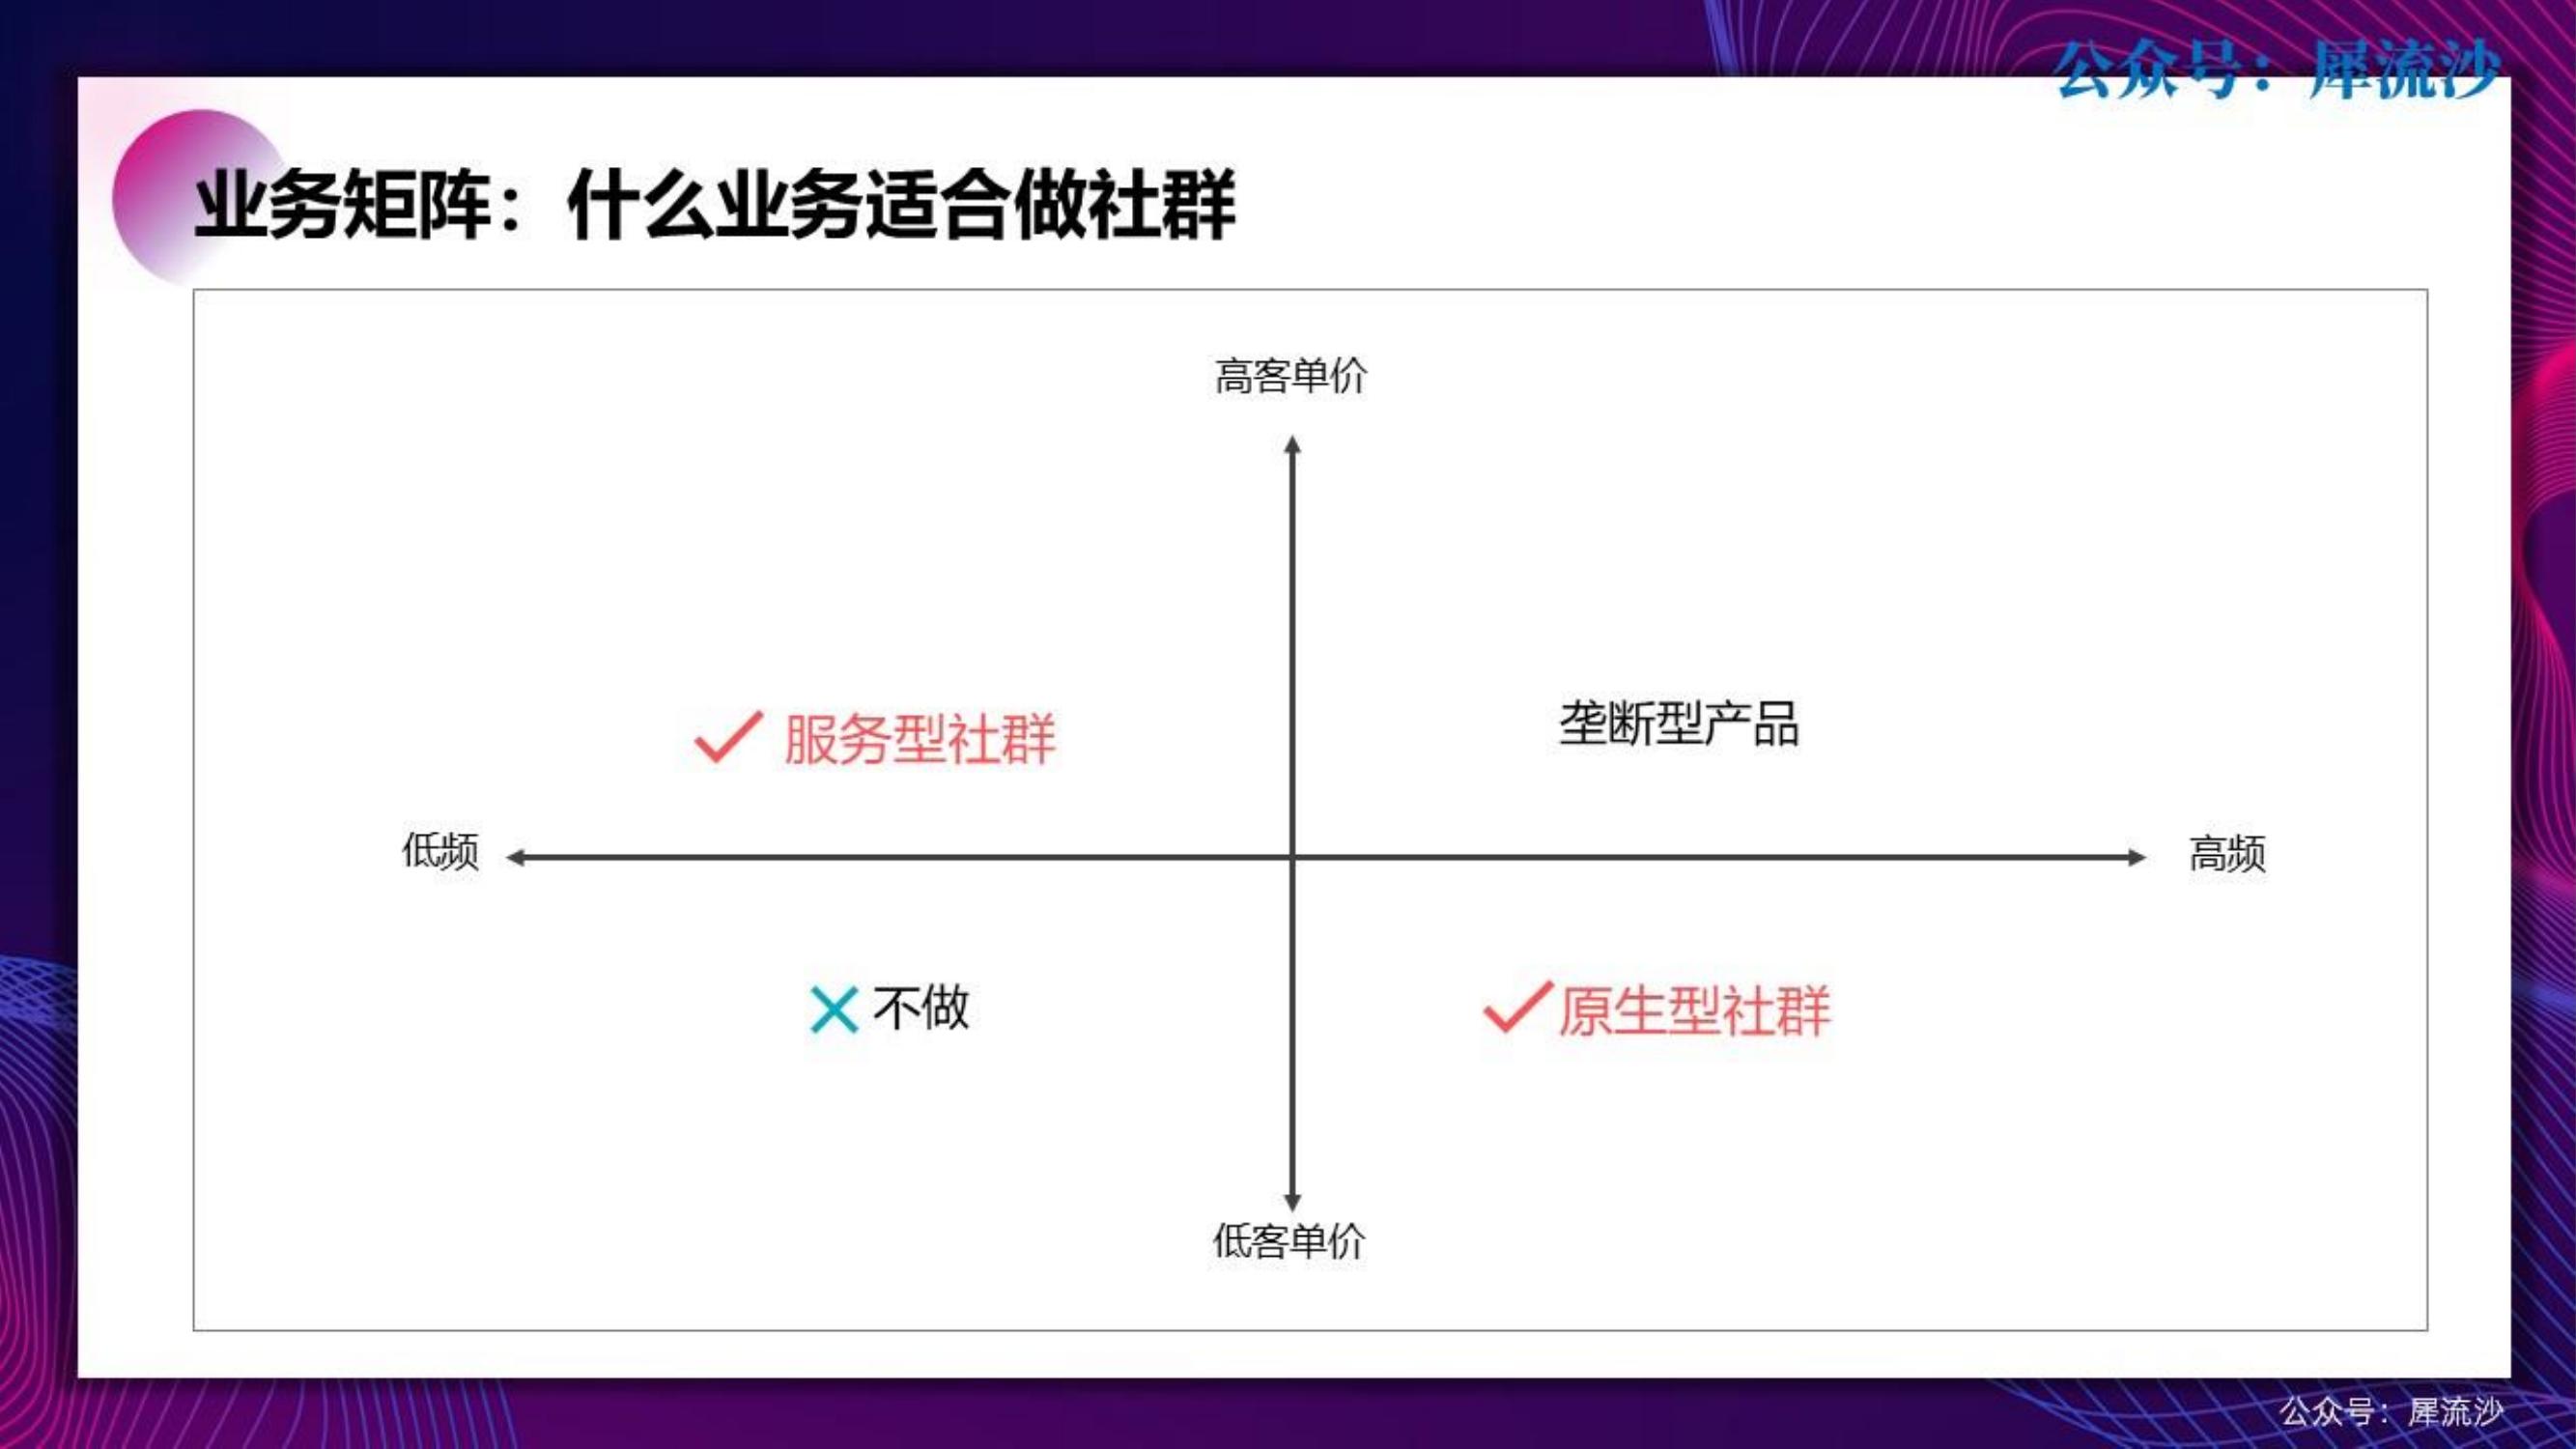 公众号：犀流沙
业务矩阵：什么业务适合做社群
高客单价
服务型社群
垄断型产品
低频
高频
不做
原生型社群
低客单价
公众号：犀流沙